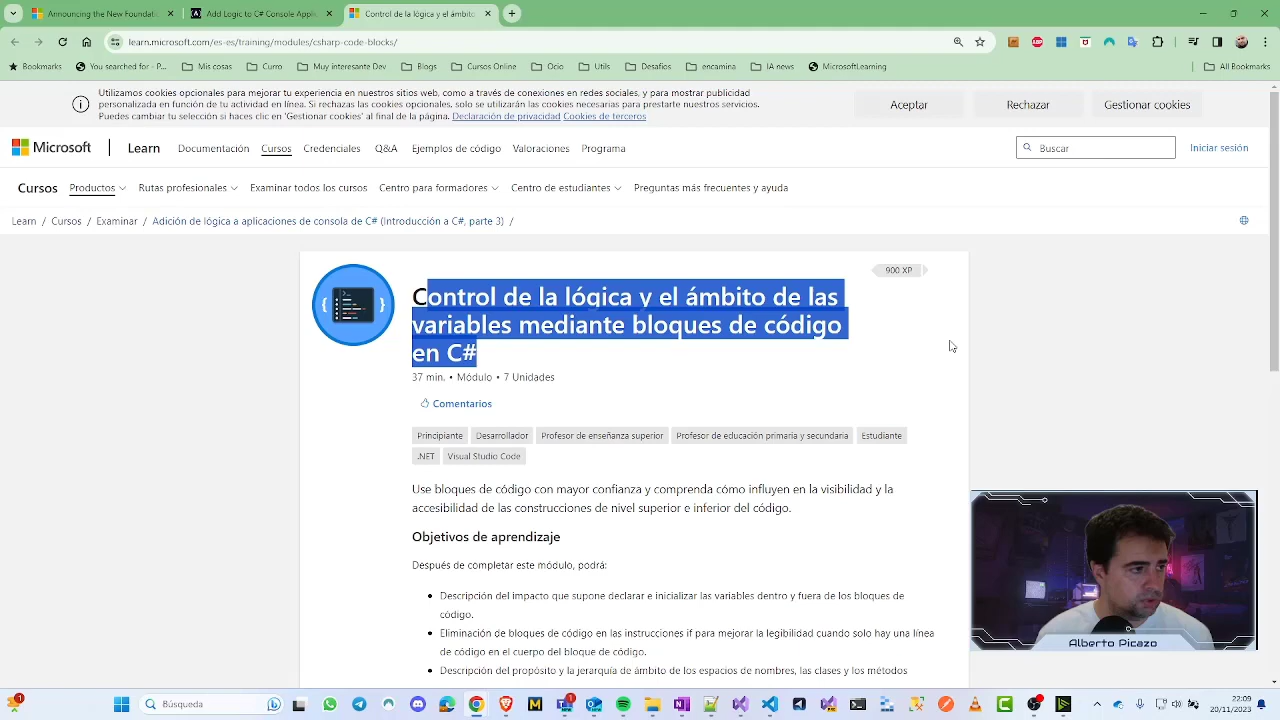 Announcing the New Foundatio
Add Logic to C# Console Applic
Control de la lógica y el ámbito
learn.microsoft.com/es-es/training/modules/csharp-code-blocks/
Bookmarks
You searched for - P...
Mis cosas
Curro
Muy interesante Dev
Blogs
Cursos Online
Ocio
Utils
Desafios
encamina
IA news
MicrosoftLearning
All Bookmarks
Utilizamos cookies opcionales para mejorar tu experiencia en nuestros sitios web, como a través de conexiones en redes sociales, y para mostrar publicidad
personalizada en función de tu actividad en línea. Si rechazas las cookies opcionales, solo se utilizarán las cookies necesarias para prestarte nuestros servicios.
Puedes cambiar tu selección si haces clic en 'Gestionar cookies' al final de la página. Declaración de privacidad Cookies de terceros
Aceptar
Rechazar
Gestionar cookies
Microsoft
Learn
Documentación
Cursos
Credenciales
Q&A
Ejemplos de código
Valoraciones
Programa
Buscar
Iniciar sesión
Cursos
Productos
Rutas profesionales
Examinar todos los cursos
Centro para formadores
Centro de estudiantes
Preguntas más frecuentes y ayuda
Learn / Cursos / Examinar / Adición de lógica a aplicaciones de consola de C# (Introducción a C#, parte 3) /
900 XP
Control de la lógica y el ámbito de las
variables mediante bloques de código
en C#
37 min. • Módulo • 7 Unidades
Comentarios
Principiante
Desarrollador
Profesor de enseñanza superior
Profesor de educación primaria y secundaria
Estudiante
.NET
Visual Studio Code
Use bloques de código con mayor confianza y comprenda cómo influyen en la visibilidad y la
accesibilidad de las construcciones de nivel superior e inferior del código.
Objetivos de aprendizaje
Después de completar este módulo, podrá:
Descripción del impacto que supone declarar e inicializar las variables dentro y fuera de los bloques de
código.
Eliminación de bloques de código en las instrucciones if para mejorar la legibilidad cuando solo hay una línea
de código en el cuerpo del bloque de código.
Descripción del propósito y la jerarquía de ámbito de los espacios de nombres, las clases y los métodos
Alberto Picazo
Búsqueda
22:09
20/11/2023